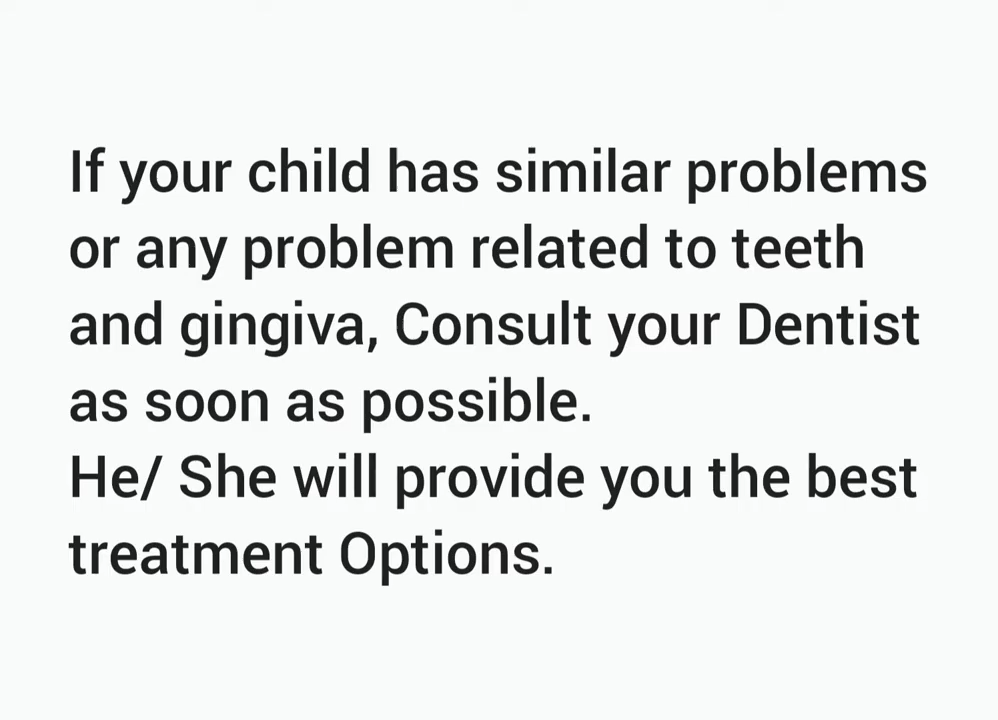 If your child has similar problems
or any problem related to teeth
and gingiva, Consult your Dentist
as soon as possible.
He/ She will provide you the best
treatment Options.